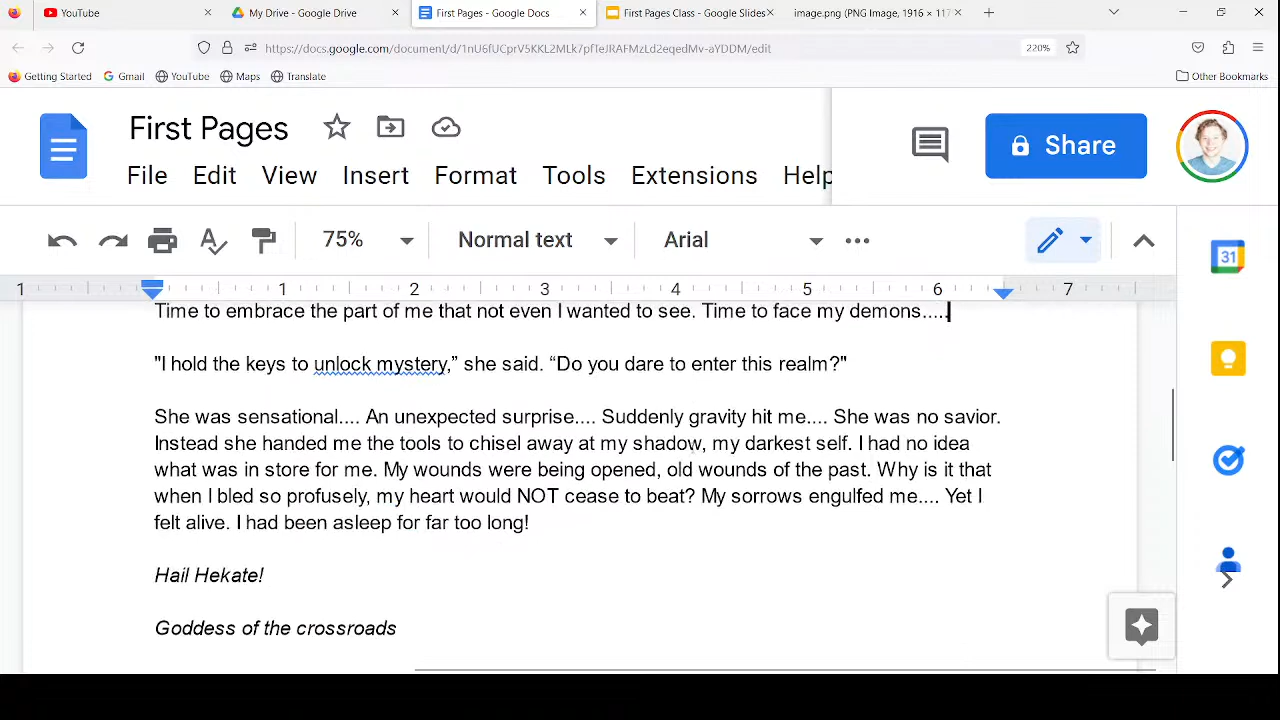 YouTube
My Drive - Google Drive
First Pages - Google Docs
First Pages Class - Google Slides
image.png (PNG Image, 1916 × 117
220%
Getting Started
Gmail
YouTube
Maps
Translate
Other Bookmarks
First Pages
Share
File Edit View Insert Format Tools Extensions Help
75% Normal text Arial
31
1 1 2 3 4 5 6 7
Time to embrace the part of me that not even I wanted to see. Time to face my demons.....
"I hold the keys to unlock mystery,” she said. “Do you dare to enter this realm?"
She was sensational.... An unexpected surprise.... Suddenly gravity hit me.... She was no savior.
Instead she handed me the tools to chisel away at my shadow, my darkest self. I had no idea
what was in store for me. My wounds were being opened, old wounds of the past. Why is it that
when I bled so profusely, my heart would NOT cease to beat? My sorrows engulfed me.... Yet I
felt alive. I had been asleep for far too long!
Hail Hekate!
Goddess of the crossroads